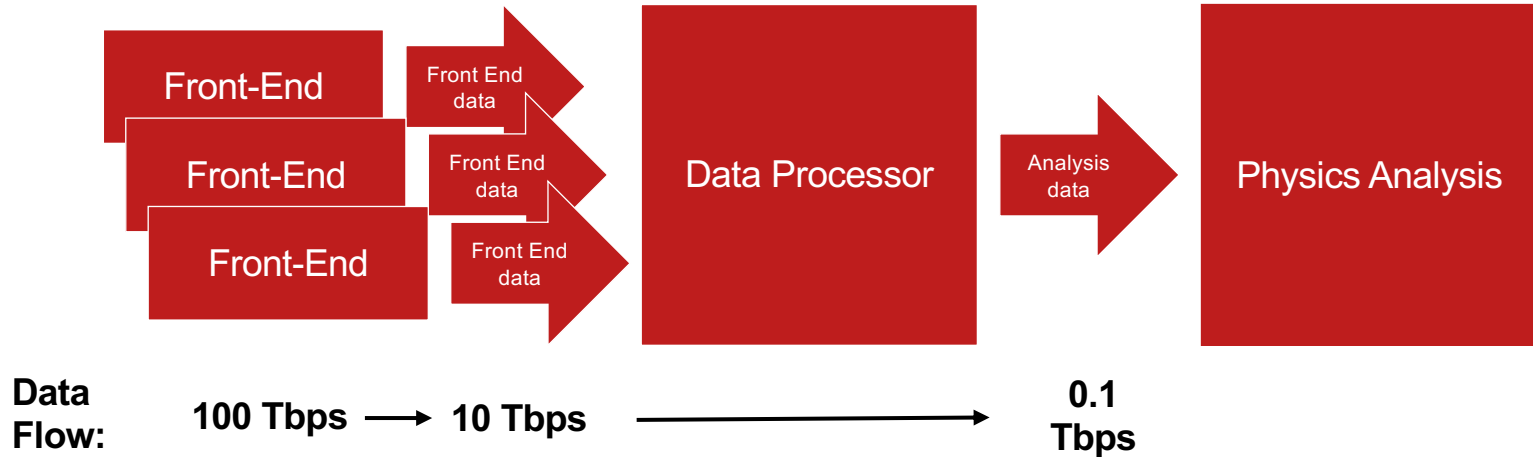 Front-End
Front End
data
Front-End
Front End
data
Front-End
Front End
data
Data Processor
Analysis
data
Physics Analysis
Data
Flow:
100 Tbps
10 Tbps
0.1
Tbps